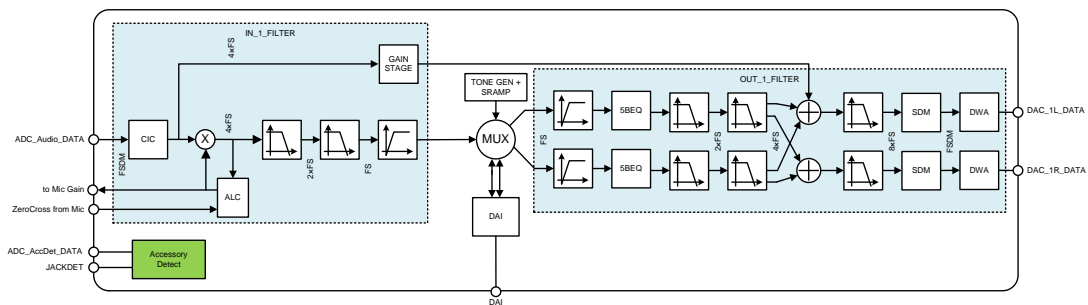 IN_1_FILTER
4×FS
GAIN
STAGE
TONE GEN +
SRAMP
OUT_1_FILTER
ADC_Audio_DATA
FSDM
CIC
X
4xFS
2×FS
FS
MUX
FS
5BEQ
2×FS
4×FS
8×FS
SDM
FSDM
DWA
DAC_1L_DATA
5BEQ
SDM
DWA
DAC_1R_DATA
to Mic Gain
ALC
ZeroCross from Mic
DAI
ADC_AccDet_DATA
JACKDET
Accessory
Detect
DAI